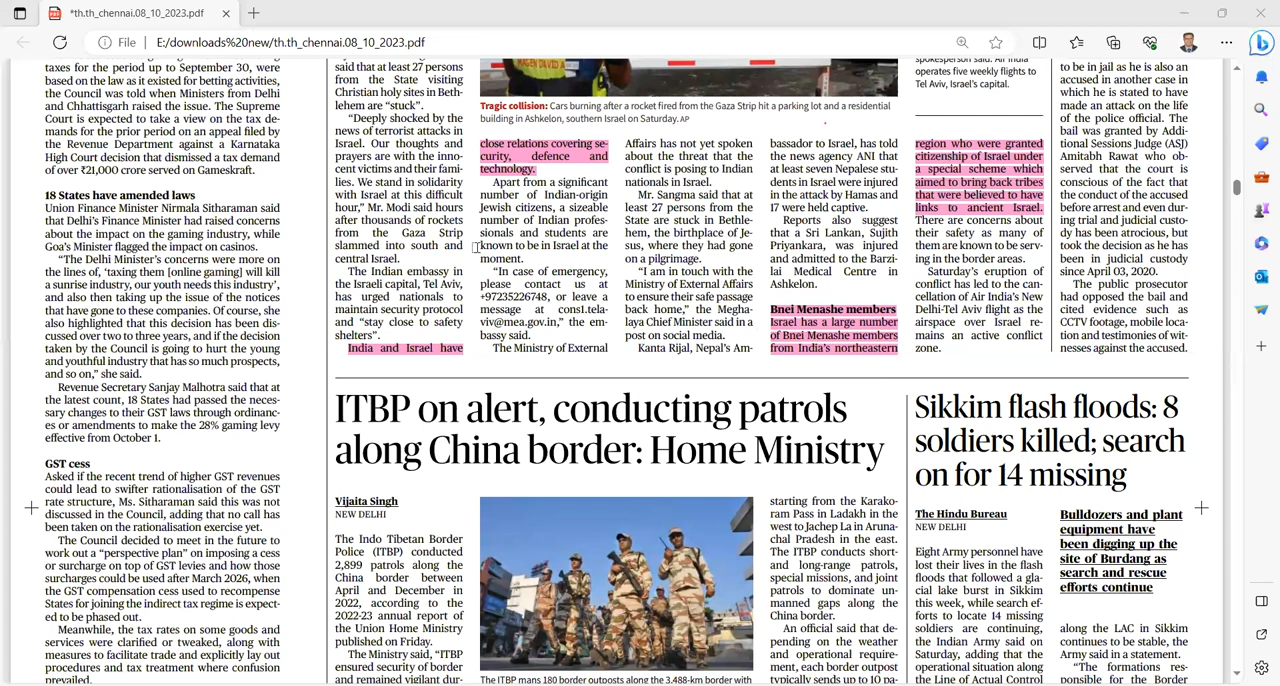 *th.th_chennai.08_10_2023.pdf
File
E:/downloads%20new/th.th_chennai.08_10_2023.pdf
taxes for the period up to September 30, were
based on the law as it existed for betting activities,
the Council was told when Ministers from Delhi
and Chhattisgarh raised the issue. The Supreme
Court is expected to take a view on the tax de-
mands for the prior period on an appeal filed by
the Revenue Department against a Karnataka
High Court decision that dismissed a tax demand
of over ₹21,000 crore served on Gameskraft.
18 States have amended laws
Union Finance Minister Nirmala Sitharaman said
that Delhi's Finance Minister had raised concerns
about the impact on the gaming industry, while
Goa's Minister flagged the impact on casinos.
"The Delhi Minister's concerns were more on
the lines of, 'taxing them [online gaming] will kill
a sunrise industry, our youth needs this industry',
and also then taking up the issue of the notices
that have gone to these companies. Of course, she
also highlighted that this decision has been dis-
cussed over two to three years, and if the decision
taken by the Council is going to hurt the young
and youthful industry that has so much prospects,
and so on," she said.
Revenue Secretary Sanjay Malhotra said that at
the latest count, 18 States had passed the neces-
sary changes to their GST laws through ordinanc-
es or amendments to make the 28% gaming levy
effective from October 1.
GST cess
Asked if the recent trend of higher GST revenues
could lead to swifter rationalisation of the GST
rate structure, Ms. Sitharaman said this was not
discussed in the Council, adding that no call has
been taken on the rationalisation exercise yet.
The Council decided to meet in the future to
work out a "perspective plan" on imposing a cess
or surcharge on top of GST levies and how those
surcharges could be used after March 2026, when
the GST compensation cess used to recompense
States for joining the indirect tax regime is expect-
ed to be phased out.
Meanwhile, the tax rates on some goods and
services were clarified or tweaked, along with
measures to facilitate trade and explicitly lay out
procedures and tax treatment where confusion
prevailed.
said that at least 27 persons
from the State visiting
Christian holy sites in Beth-
lehem are "stuck".
"Deeply shocked by the
news of terrorist attacks in
Israel. Our thoughts and
prayers are with the inno-
cent victims and their fami-
lies. We stand in solidarity
with Israel at this difficult
hour," Mr. Modi said hours
after thousands of rockets
from the Gaza Strip
slammed into south and
central Israel.
The Indian embassy in
the Israeli capital, Tel Aviv,
has urged nationals to
maintain security protocol
and "stay close to safety
shelters".
India and Israel have
MAGEN DAVID A
Tragic collision: Cars burning after a rocket fired from the Gaza Strip hit a parking lot and a residential
building in Ashkelon, southern Israel on Saturday. AP
close relations covering se-
curity, defence and
technology.
Apart from a significant
number of Indian-origin
Jewish citizens, a sizeable
number of Indian profes-
sionals and students are
known to be in Israel at the
moment.
"In case of emergency,
please contact us at
+97235226748, or leave a
message at cons1.tela-
viv@mea.gov.in," the em-
bassy said.
The Ministry of External
Affairs has not yet spoken
about the threat that the
conflict is posing to Indian
nationals in Israel.
Mr. Sangma said that at
least 27 persons from the
State are stuck in Bethle-
hem, the birthplace of Je-
sus, where they had gone
on a pilgrimage.
"I am in touch with the
Ministry of External Affairs
to ensure their safe passage
back home," the Megha-
laya Chief Minister said in a
post on social media.
Kanta Rijal, Nepal's Am-
bassador to Israel, has told
the news agency ANI that
at least seven Nepalese stu-
dents in Israel were injured
in the attack by Hamas and
17 were held captive.
Reports also suggest
that a Sri Lankan, Sujith
Priyankara, was injured
and admitted to the Barzi-
lai Medical Centre in
Ashkelon.
Bnei Menashe members
Israel has a large number
of Bnei Menashe members
from India's northeastern
spokesperson said. Air India
operates five weekly flights to
Tel Aviv, Israel's capital.
region who were granted
citizenship of Israel under
a special scheme which
aimed to bring back tribes
that were believed to have
links to ancient Israel.
There are concerns about
their safety as many of
them are known to be serv-
ing in the border areas.
Saturday's eruption of
conflict has led to the can-
cellation of Air India's New
Delhi-Tel Aviv flight as the
airspace over Israel re-
mains an active conflict
zone.
to be in jail as he is also an
accused in another case in
which he is stated to have
made an attack on the life
of the police official. The
bail was granted by Addi-
tional Sessions Judge (ASJ)
Amitabh Rawat who ob-
served that the court is
conscious of the fact that
the conduct of the accused
before arrest and even dur-
ing trial and judicial custo-
dy has been atrocious, but
took the decision as he has
been in judicial custody
since April 03, 2020.
The public prosecutor
had opposed the bail and
cited evidence such as
CCTV footage, mobile loca-
tion and testimonies of wit-
nesses against the accused.
ITBP on alert, conducting patrols
along China border: Home Ministry
Vijaita Singh
NEW DELHI
The Indo Tibetan Border
Police (ITBP) conducted
2,899 patrols along the
China border between
April and December in
2022, according to the
2022-23 annual report of
the Union Home Ministry
published on Friday.
The Ministry said, "ITBP
ensured security of border
and remained vigilant dur-
The ITBP mans 180 border outposts along the 3,488-km border with
starting from the Karako-
ram Pass in Ladakh in the
west to Jachep La in Aruna-
chal Pradesh in the east.
The ITBP conducts short-
and long-range patrols,
special missions, and joint
patrols to dominate un-
manned gaps along the
China border.
An official said that de-
pending on the weather
and operational require-
ment, each border outpost
typically sends up to 10 pa-
Sikkim flash floods: 8
soldiers killed; search
on for 14 missing
The Hindu Bureau
NEW DELHI
Eight Army personnel have
lost their lives in the flash
floods that followed a gla-
cial lake burst in Sikkim
this week, while search ef-
forts to locate 14 missing
soldiers are continuing,
the Indian Army said on
Saturday, adding that the
operational situation along
the Line of Actual Control
Bulldozers and plant
equipment have
been digging up the
site of Burdang as
search and rescue
efforts continue
along the LAC in Sikkim
continues to be stable, the
Army said in a statement.
"The formations res-
ponsible for the Border